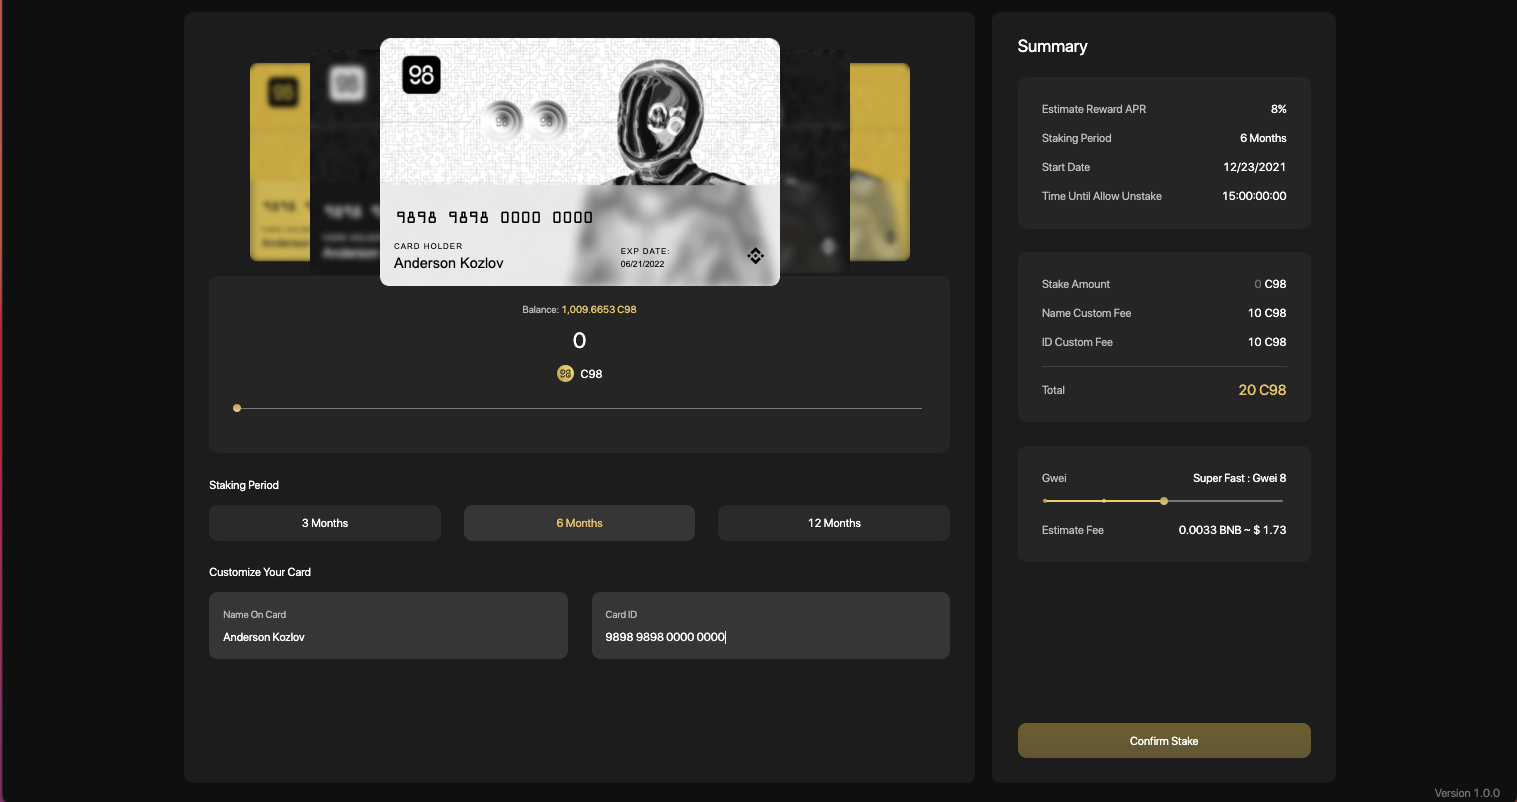 9898 9898 0000 0000
CARD HOLDER
Anderson Kozlov
EXP DATE:
06/21/2022
Balance: 1,009.6653 C98
0
C98
Staking Period
3 Months
6 Months
12 Months
Customize Your Card
Name On Card
Anderson Kozlov
Card ID
9898 9898 0000 0000
Summary
Estimate Reward APR 8%
Staking Period 6 Months
Start Date 12/23/2021
Time Until Allow Unstake 15:00:00:00
Stake Amount 0 C98
Name Custom Fee 10 C98
ID Custom Fee 10 C98
Total 20 C98
Gwei Super Fast : Gwei 8
Estimate Fee 0.0033 BNB ~ $ 1.73
Confirm Stake
Version 1.0.0